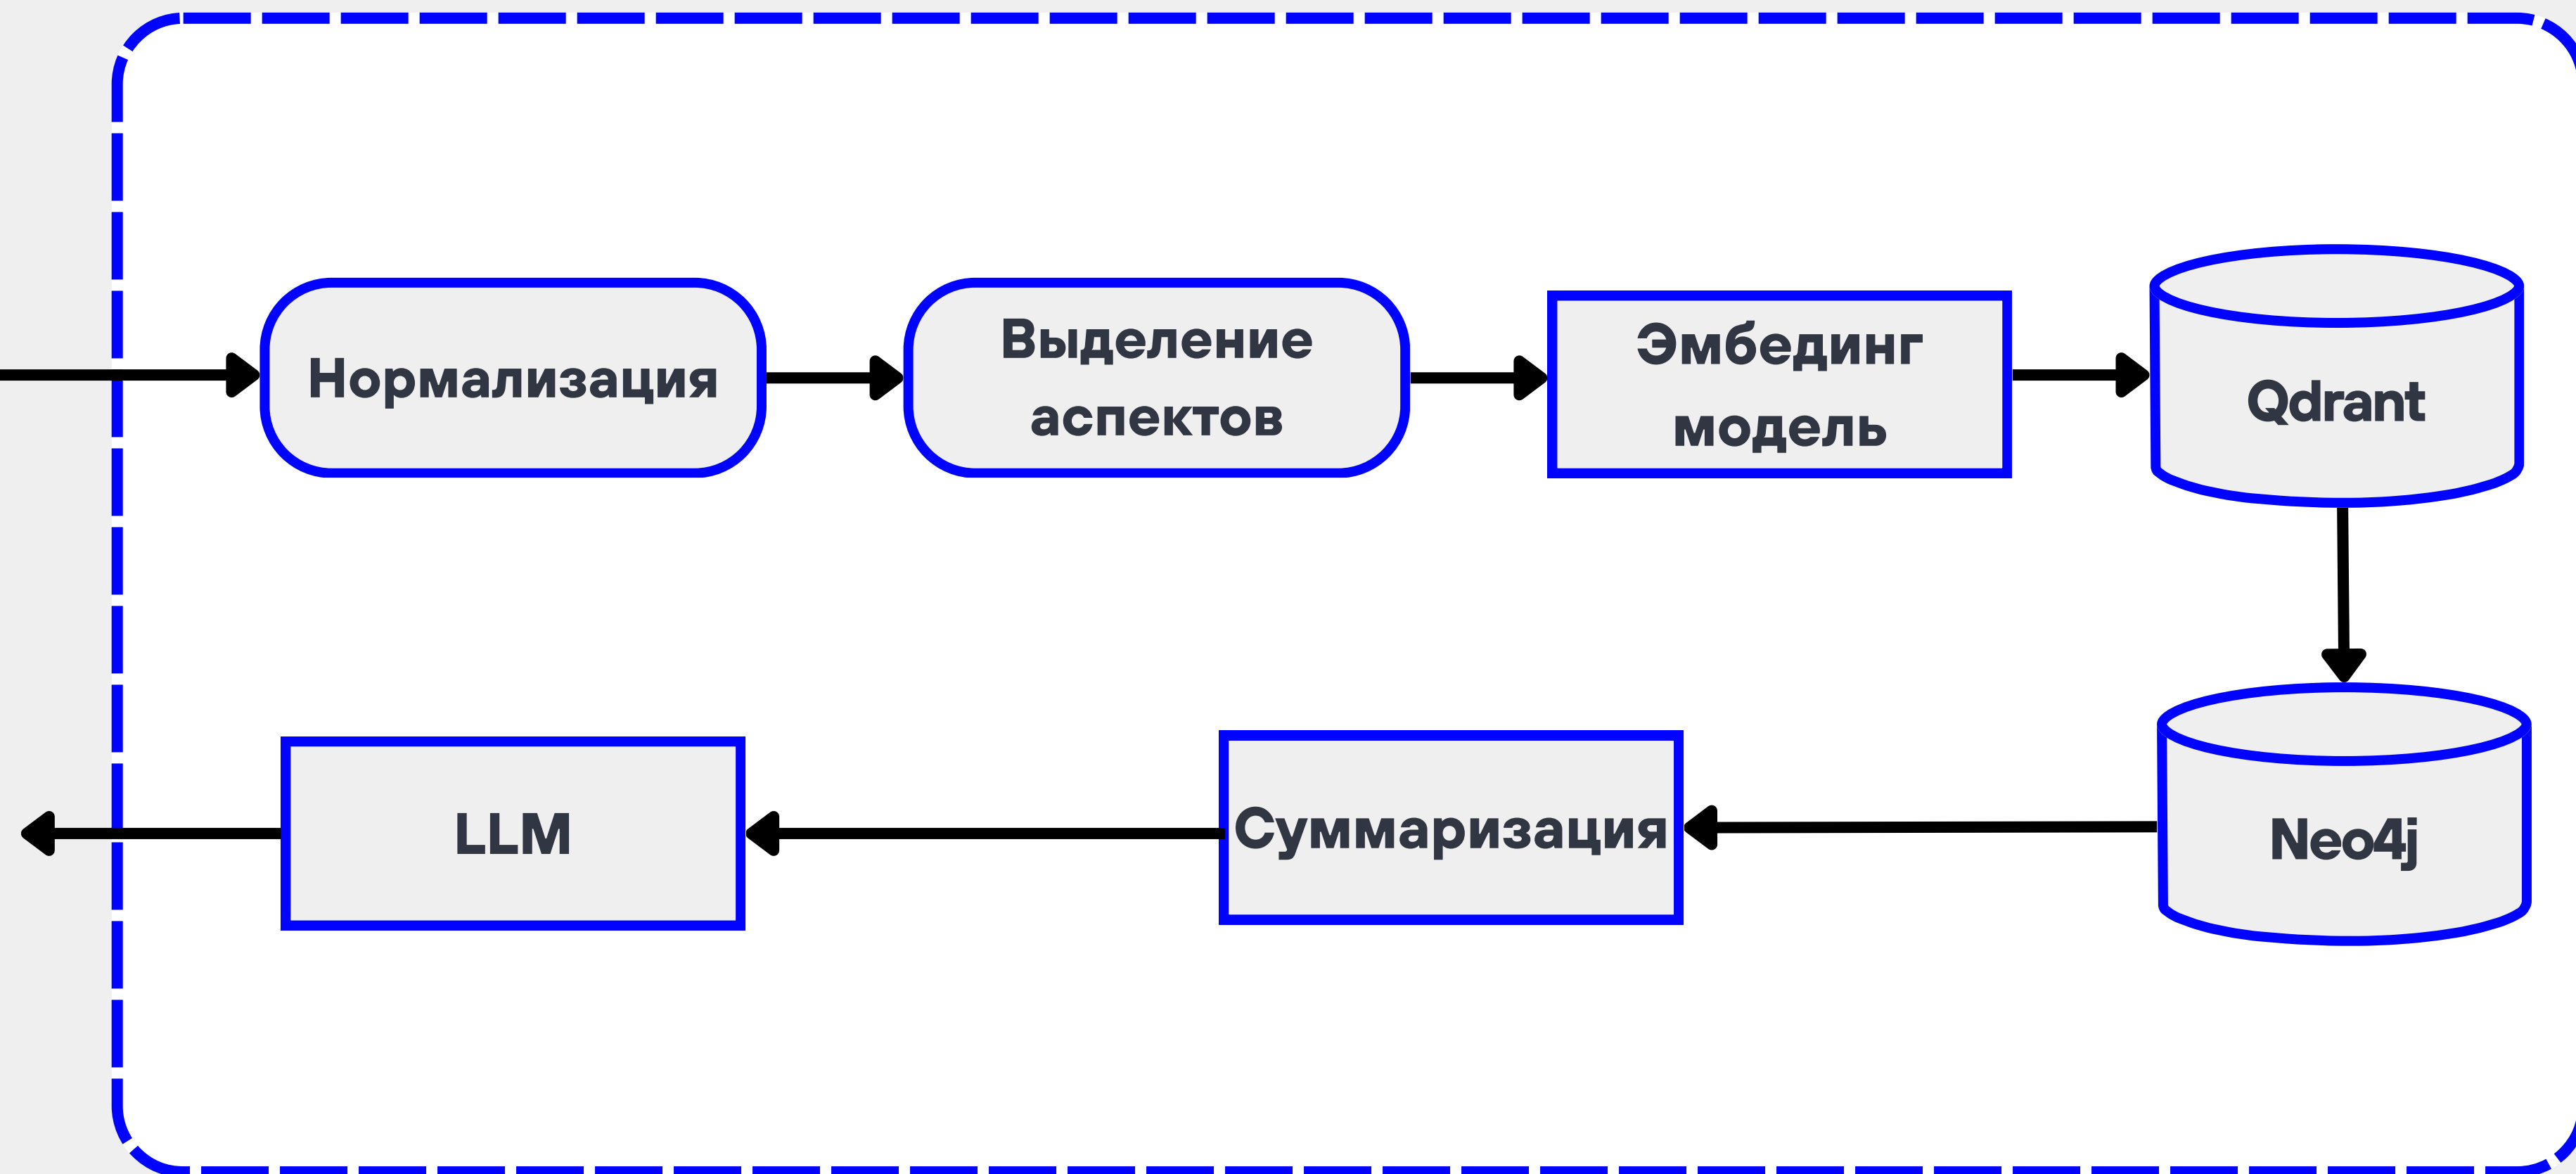 Нормализация
Выделение
аспектов
Эмбединг
модель
Qdrant
LLM
Суммаризация
Neo4j